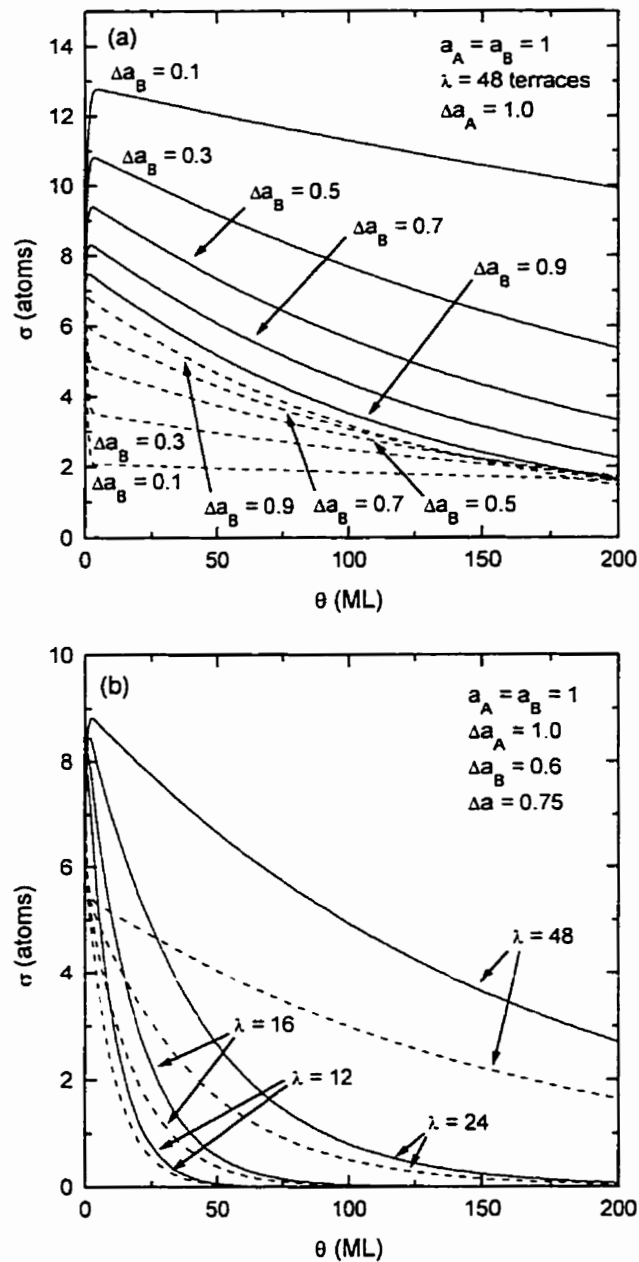 (a)
a_A = a_B = 1
λ = 48 terraces
Δa_A = 1.0
Δa_B = 0.1
Δa_B = 0.3
Δa_B = 0.5
Δa_B = 0.7
Δa_B = 0.9
Δa_B = 0.3
Δa_B = 0.1
Δa_B = 0.9
Δa_B = 0.7
Δa_B = 0.5
14
12
10
8
6
4
2
0
σ (atoms)
0 50 100 150 200
θ (ML)
(b)
a_A = a_B = 1
Δa_A = 1.0
Δa_B = 0.6
Δa = 0.75
λ = 48
λ = 16
λ = 12
λ = 24
10
8
6
4
2
0
σ (atoms)
0 50 100 150 200
θ (ML)